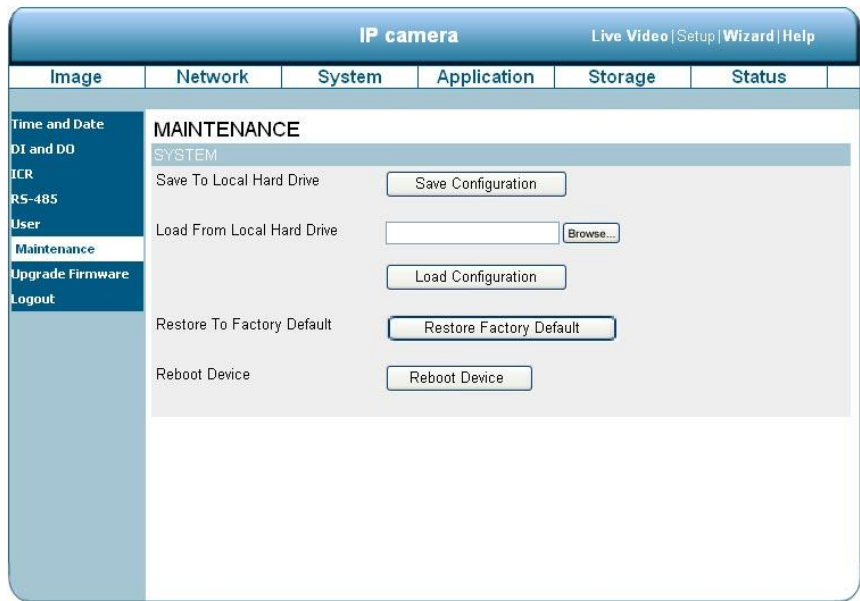 IP camera
Live Video|Setup|Wizard|Help
Image Network System Application Storage Status
Time and Date
DI and DO
ICR
RS-485
User
Maintenance
Upgrade Firmware
Logout
MAINTENANCE
SYSTEM
Save To Local Hard Drive Save Configuration
Load From Local Hard Drive Browse...
Load Configuration
Restore To Factory Default Restore Factory Default
Reboot Device Reboot Device